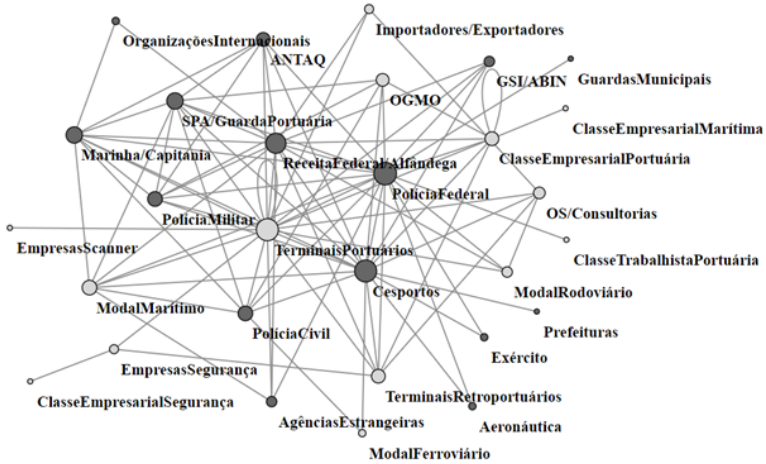 Importadores/Exportadores
OrganizaçõesInternacionais
ANTAQ
GSI/ABIN
GuardasMunicipais
OGMO
SPA/GuardaPortuária
ClasseEmpresarialMarítima
Marinha/Capitania
ReceitaFederal/Alfândega
ClasseEmpresarialPortuária
PolíciaFederal
PolíciaMilitar
OS/Consultorias
EmpresasScanner
TerminaisPortuários
ClasseTrabalhistaPortuária
Cesportos
ModalRodoviário
ModalMarítimo
PolíciaCivil
Prefeituras
Exército
EmpresasSegurança
TerminaisRetroportuários
ClasseEmpresarialSegurança
AgênciasEstrangeiras
Aeronáutica
ModalFerroviário